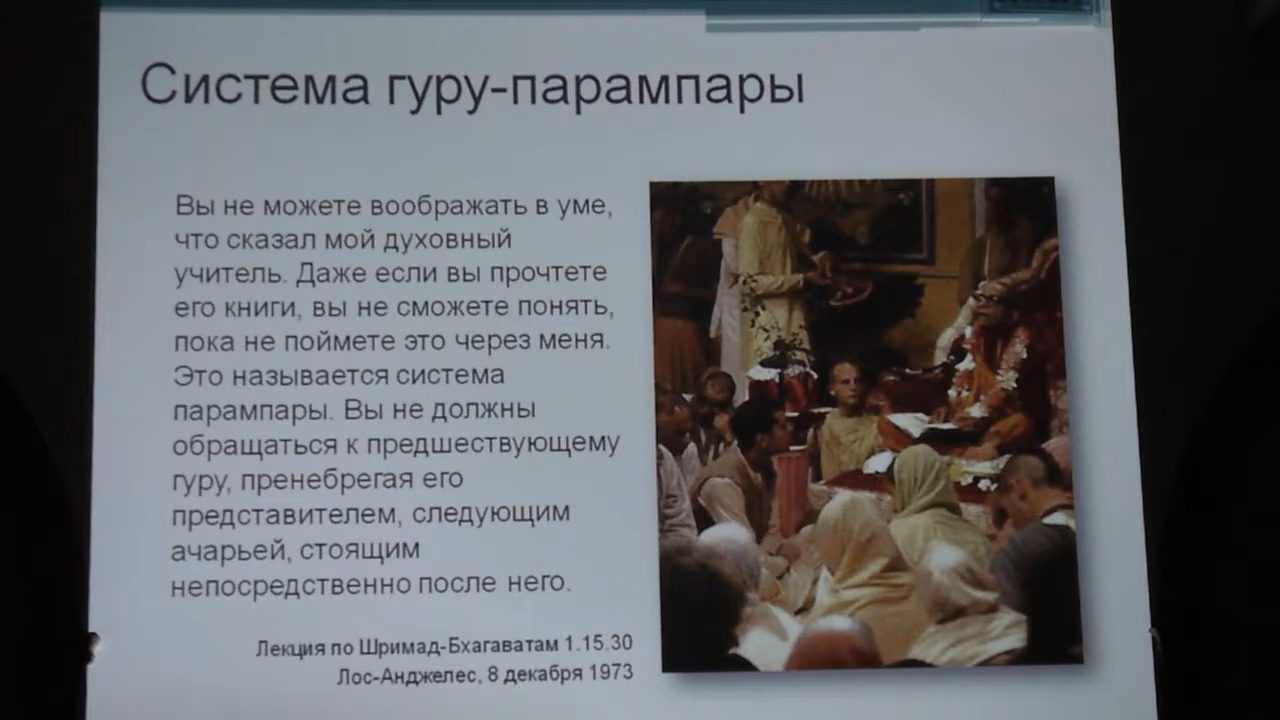 Система гуру-парампары
Вы не можете воображать в уме,
что сказал мой духовный
учитель. Даже если вы прочтете
его книги, вы не сможете понять,
пока не поймете это через меня.
Это называется система
парампары. Вы не должны
обращаться к предшествующему
гуру, пренебрегая его
представителем, следующим
ачарьей, стоящим
непосредственно после него.
Лекция по Шримад-Бхагаватам 1.15.30
Лос-Анджелес, 8 декабря 1973